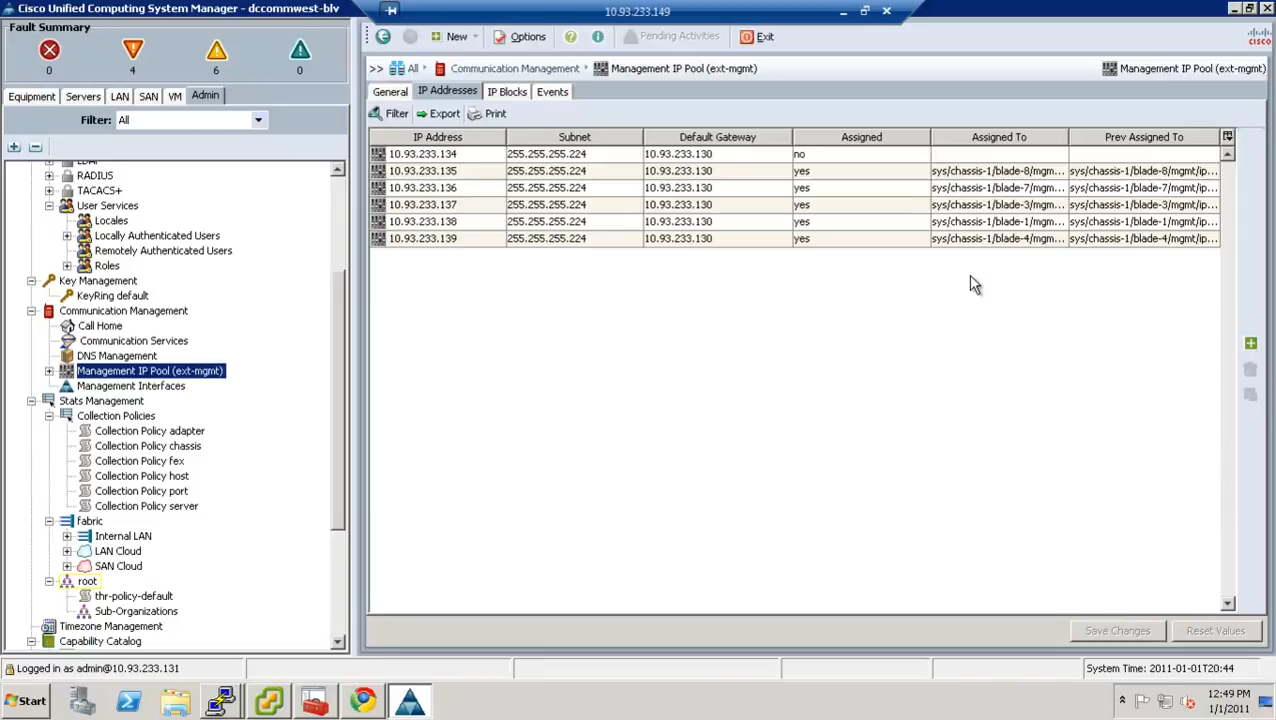 Cisco Unified Computing System Manager - dccommwest-blv
10.93.233.149
Fault Summary
0 4 6 0
New Options Pending Activities Exit
cisco
>> All Communication Management Management IP Pool (ext-mgmt)
Management IP Pool (ext-mgmt)
Equipment Servers LAN SAN VM Admin
General IP Addresses IP Blocks Events
Filter: All
Filter Export Print
IP Address Subnet Default Gateway Assigned Assigned To Prev Assigned To
10.93.233.134 255.255.255.224 10.93.233.130 no
10.93.233.135 255.255.255.224 10.93.233.130 yes sys/chassis-1/blade-8/mgm... sys/chassis-1/blade-8/mgmt/ip...
10.93.233.136 255.255.255.224 10.93.233.130 yes sys/chassis-1/blade-7/mgm... sys/chassis-1/blade-7/mgmt/ip...
10.93.233.137 255.255.255.224 10.93.233.130 yes sys/chassis-1/blade-3/mgm... sys/chassis-1/blade-3/mgmt/ip...
10.93.233.138 255.255.255.224 10.93.233.130 yes sys/chassis-1/blade-1/mgm... sys/chassis-1/blade-1/mgmt/ip...
10.93.233.139 255.255.255.224 10.93.233.130 yes sys/chassis-1/blade-4/mgm... sys/chassis-1/blade-4/mgmt/ip...
RADIUS
TACACS+
User Services
Locales
Locally Authenticated Users
Remotely Authenticated Users
Roles
Key Management
KeyRing default
Communication Management
Call Home
Communication Services
DNS Management
Management IP Pool (ext-mgmt)
Management Interfaces
Stats Management
Collection Policies
Collection Policy adapter
Collection Policy chassis
Collection Policy fex
Collection Policy host
Collection Policy port
Collection Policy server
fabric
Internal LAN
LAN Cloud
SAN Cloud
root
thr-policy-default
Sub-Organizations
Timezone Management
Capability Catalog
Save Changes Reset Values
Logged in as admin@10.93.233.131
System Time: 2011-01-01T20:44
Start
12:49 PM
1/1/2011